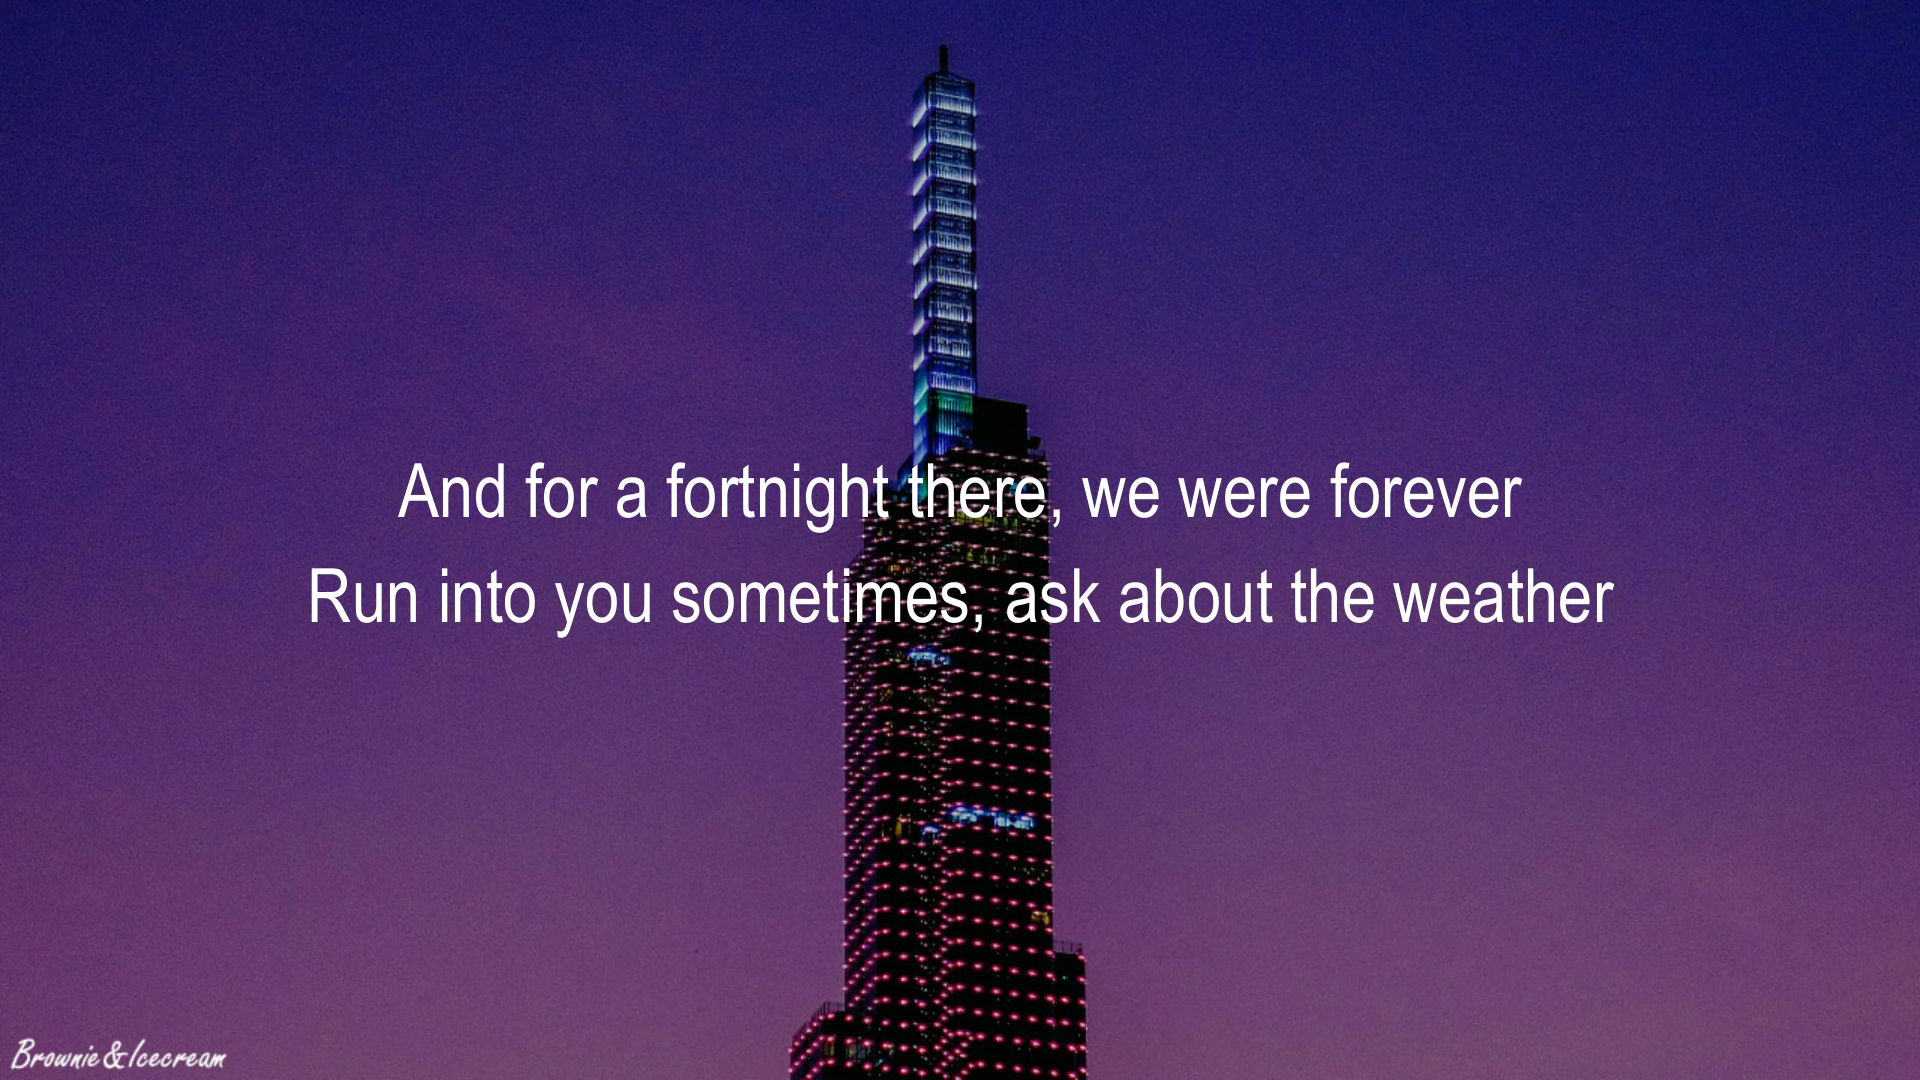 And for a fortnight there, we were forever
Run into you sometimes, ask about the weather
Brownie&Icecream